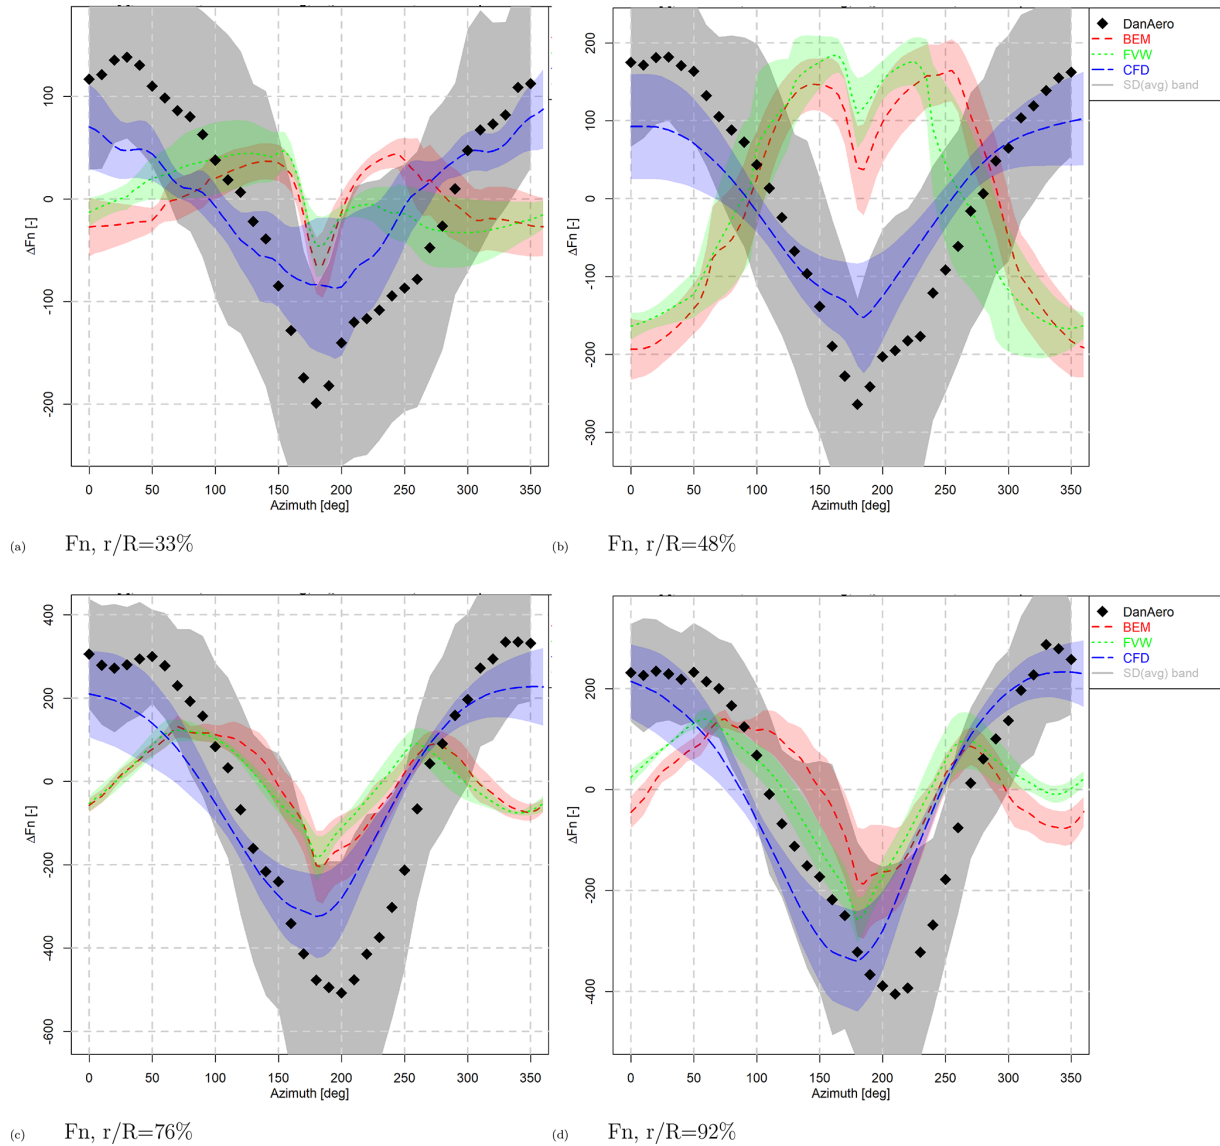 DanAero
BEM
FVW
CFD
SD(avg) band
ΔFn [-]
100
0
-100
-200
0 50 100 150 200 250 300 350
Azimuth [deg]
(a) Fn, r/R=33%
ΔFn [-]
200
100
0
-100
-200
-300
0 50 100 150 200 250 300 350
Azimuth [deg]
(b) Fn, r/R=48%
ΔFn [-]
400
200
0
-200
-400
-600
0 50 100 150 200 250 300 350
Azimuth [deg]
(c) Fn, r/R=76%
DanAero
BEM
FVW
CFD
SD(avg) band
ΔFn [-]
200
0
-200
-400
0 50 100 150 200 250 300 350
Azimuth [deg]
(d) Fn, r/R=92%